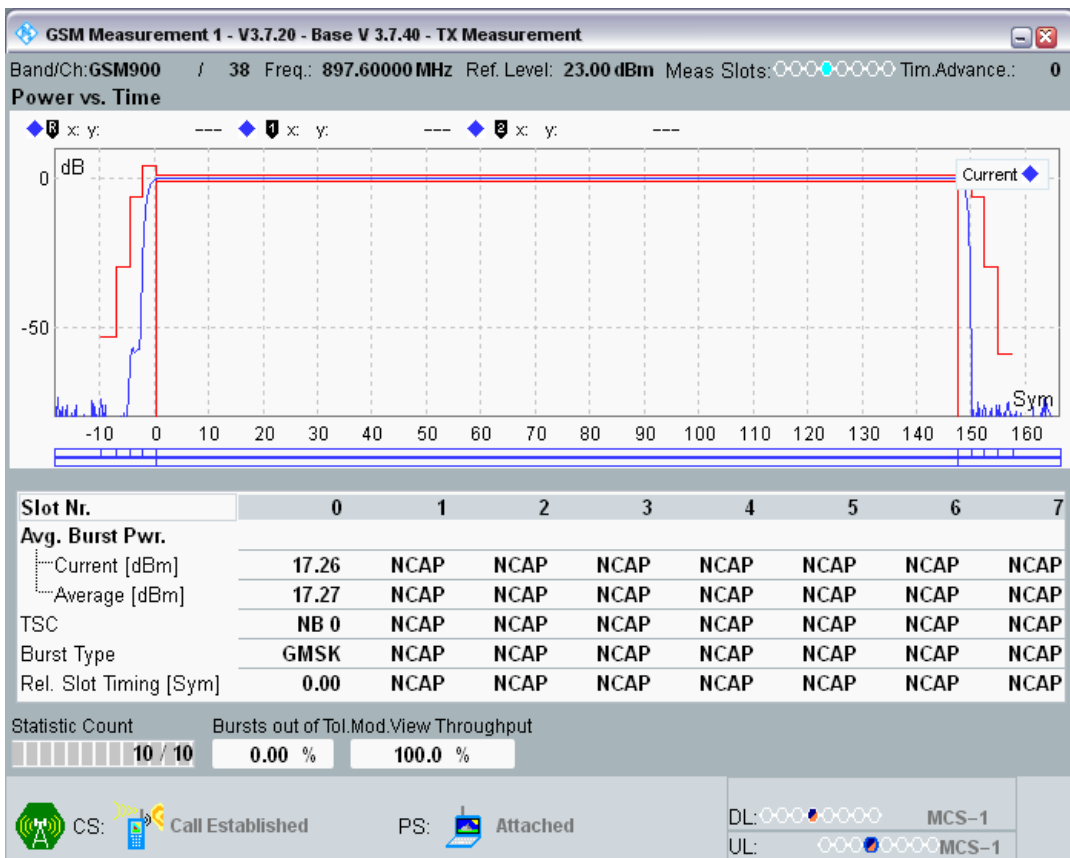 GSM Measurement 1 - V3.7.20 - Base V 3.7.40 - TX Measurement
Band/Ch:GSM900 / 38 Freq.: 897.60000 MHz Ref. Level: 23.00 dBm Meas Slots: Tim.Advance.: 0
Power vs. Time
R x: y: --- 1 x: y: --- 2 x: y: ---
dB
Current
0
-50
Sym
-10 0 10 20 30 40 50 60 70 80 90 100 110 120 130 140 150 160
Slot Nr. 0 1 2 3 4 5 6 7
Avg. Burst Pwr.
Current [dBm] 17.26 NCAP NCAP NCAP NCAP NCAP NCAP NCAP
Average [dBm] 17.27 NCAP NCAP NCAP NCAP NCAP NCAP NCAP
TSC NB 0 NCAP NCAP NCAP NCAP NCAP NCAP NCAP
Burst Type GMSK NCAP NCAP NCAP NCAP NCAP NCAP NCAP
Rel. Slot Timing [Sym] 0.00 NCAP NCAP NCAP NCAP NCAP NCAP NCAP
Statistic Count Bursts out of Tol.Mod.View Throughput
10 / 10 0.00 % 100.0 %
CS: Call Established PS: Attached DL: MCS-1
UL: MCS-1